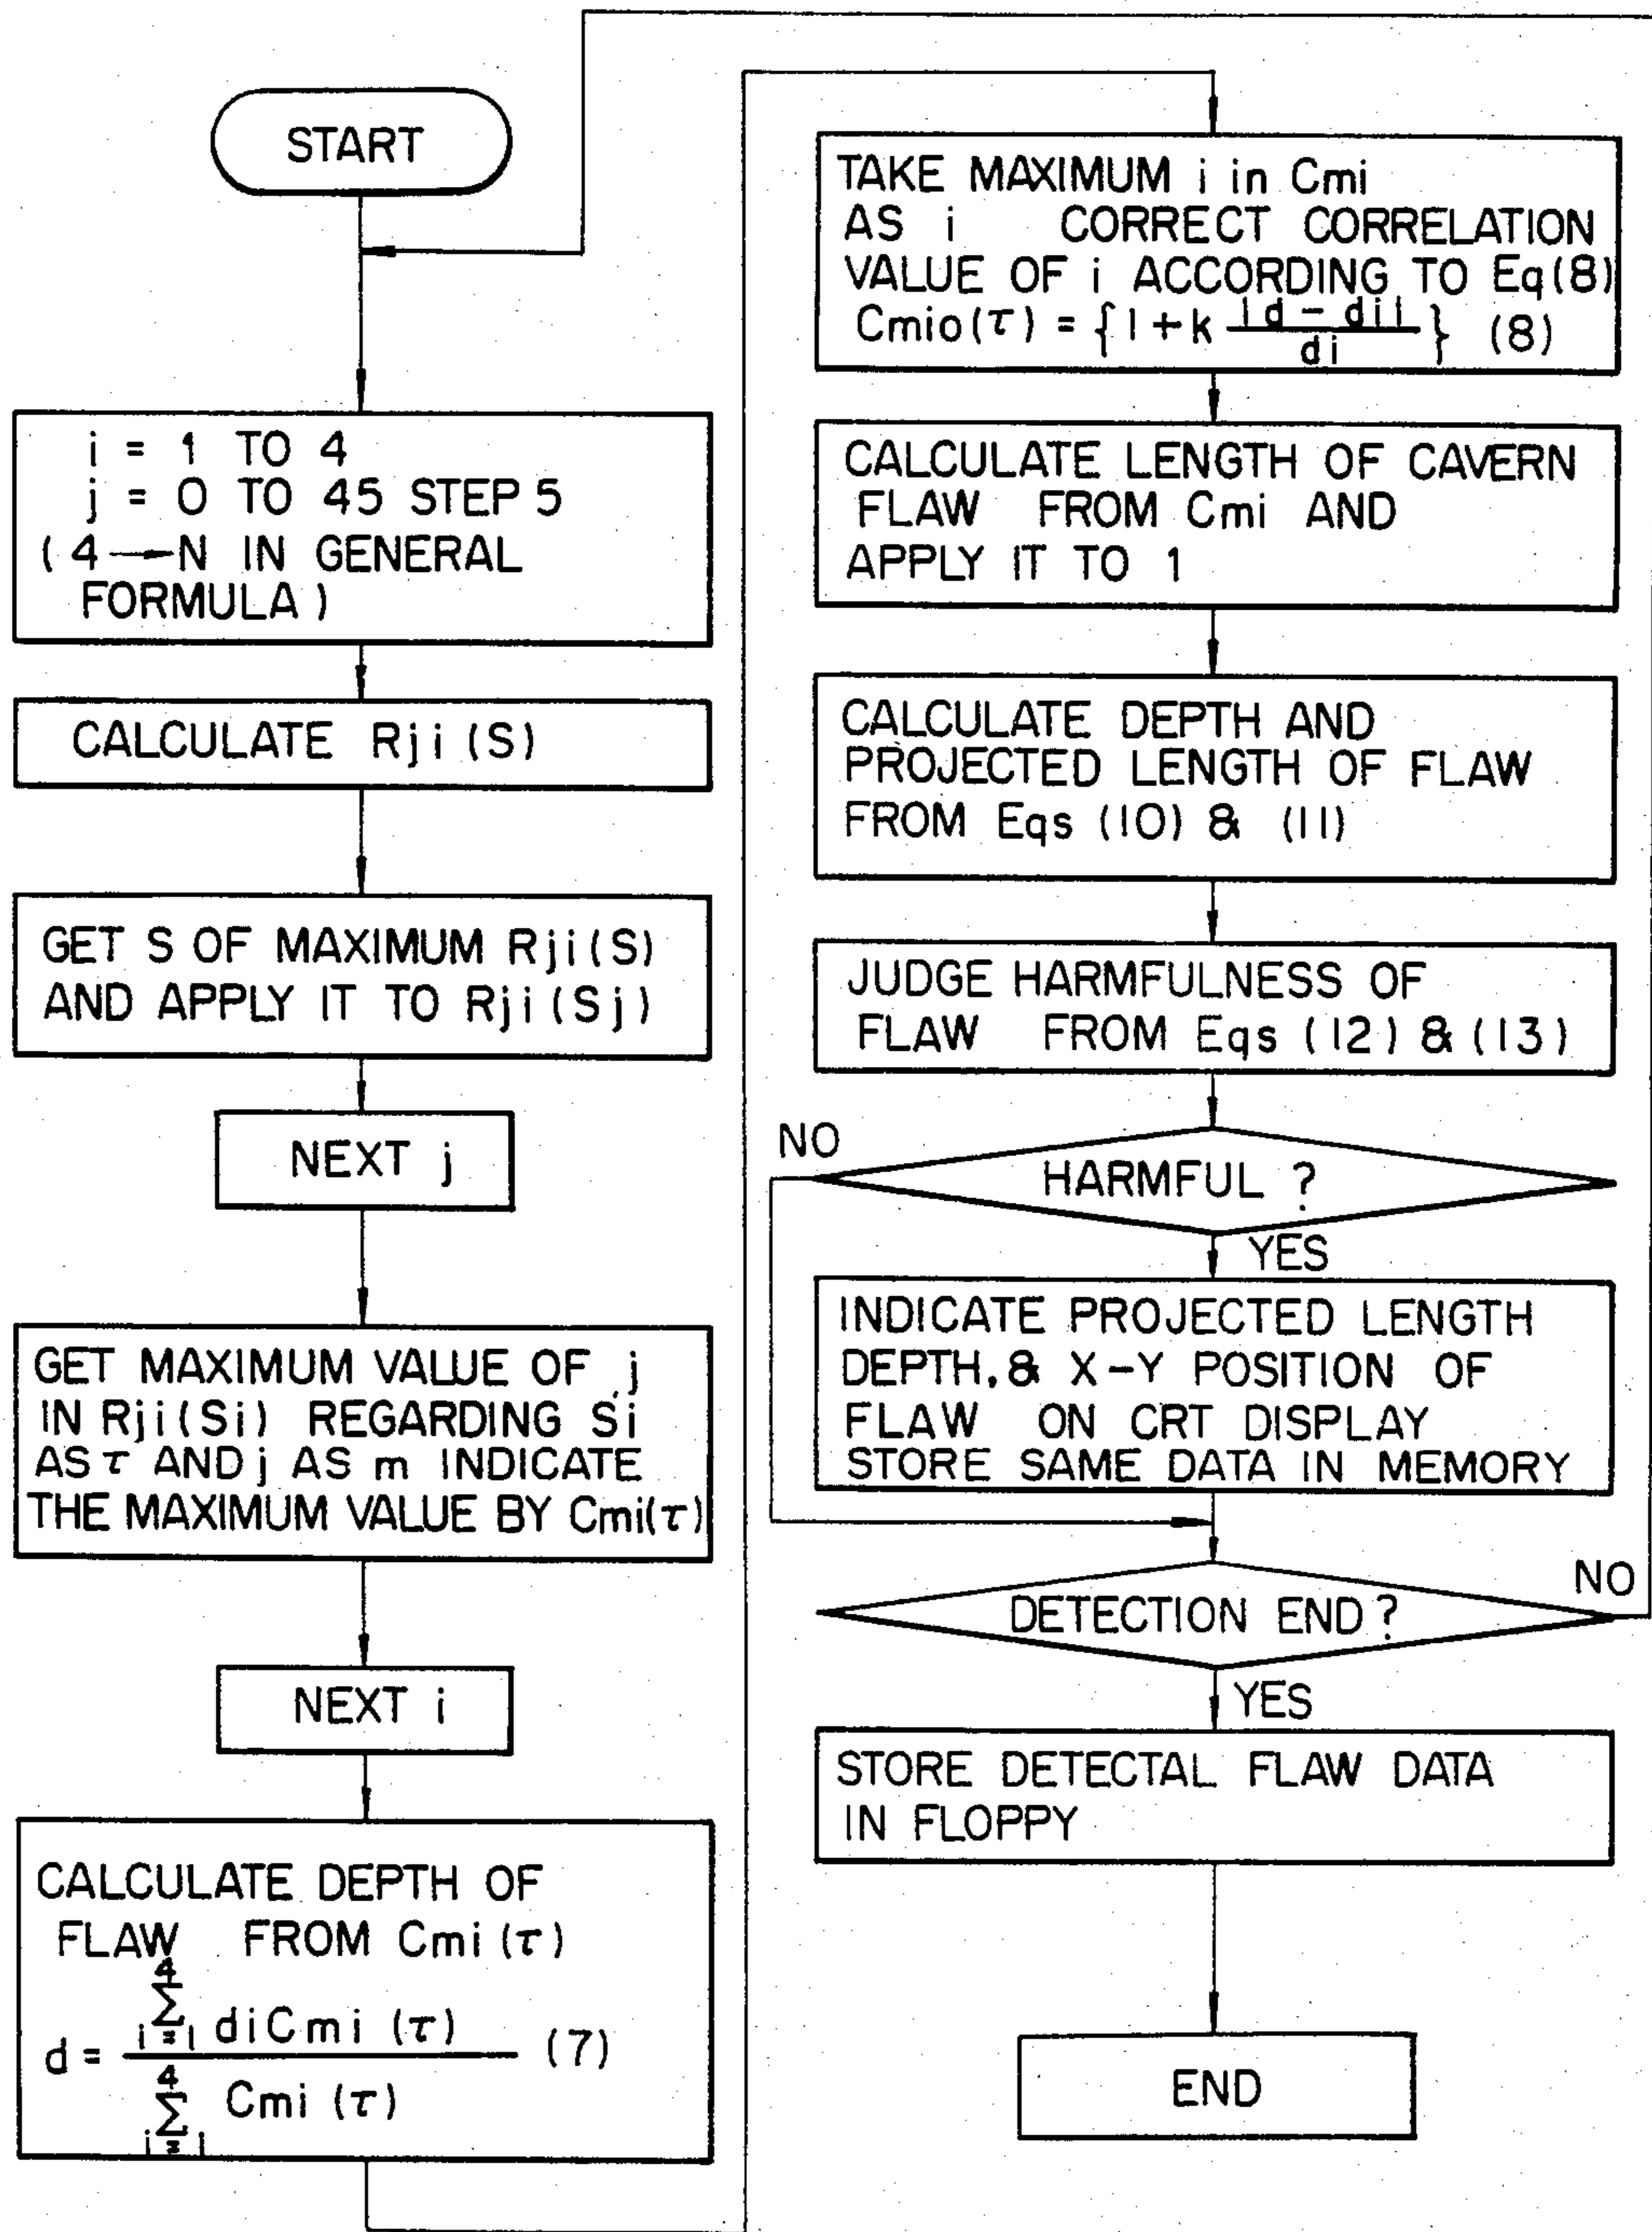 START
i = 1 TO 4
j = 0 TO 45 STEP 5
( 4 → N IN GENERAL
FORMULA )
CALCULATE Rji (S)
GET S OF MAXIMUM Rji (S)
AND APPLY IT TO Rji (Sj)
NEXT j
GET MAXIMUM VALUE OF j
IN Rji (Si) REGARDING Si
AS τ AND j AS m INDICATE
THE MAXIMUM VALUE BY Cmi(τ)
NEXT i
CALCULATE DEPTH OF
FLAW FROM Cmi (τ)
4
Σ di Cmi (τ)
i = 1
d = (7)
4
Σ Cmi (τ)
i = 1
TAKE MAXIMUM i in Cmi
AS i CORRECT CORRELATION
VALUE OF i ACCORDING TO Eq(8)
Cmio(τ) = { 1 + k |d - di| / di } (8)
CALCULATE LENGTH OF CAVERN
FLAW FROM Cmi AND
APPLY IT TO 1
CALCULATE DEPTH AND
PROJECTED LENGTH OF FLAW
FROM Eqs (10) & (11)
JUDGE HARMFULNESS OF
FLAW FROM Eqs (12) & (13)
NO
HARMFUL ?
YES
INDICATE PROJECTED LENGTH
DEPTH, & X-Y POSITION OF
FLAW ON CRT DISPLAY
STORE SAME DATA IN MEMORY
NO
DETECTION END ?
YES
STORE DETECTAL FLAW DATA
IN FLOPPY
END